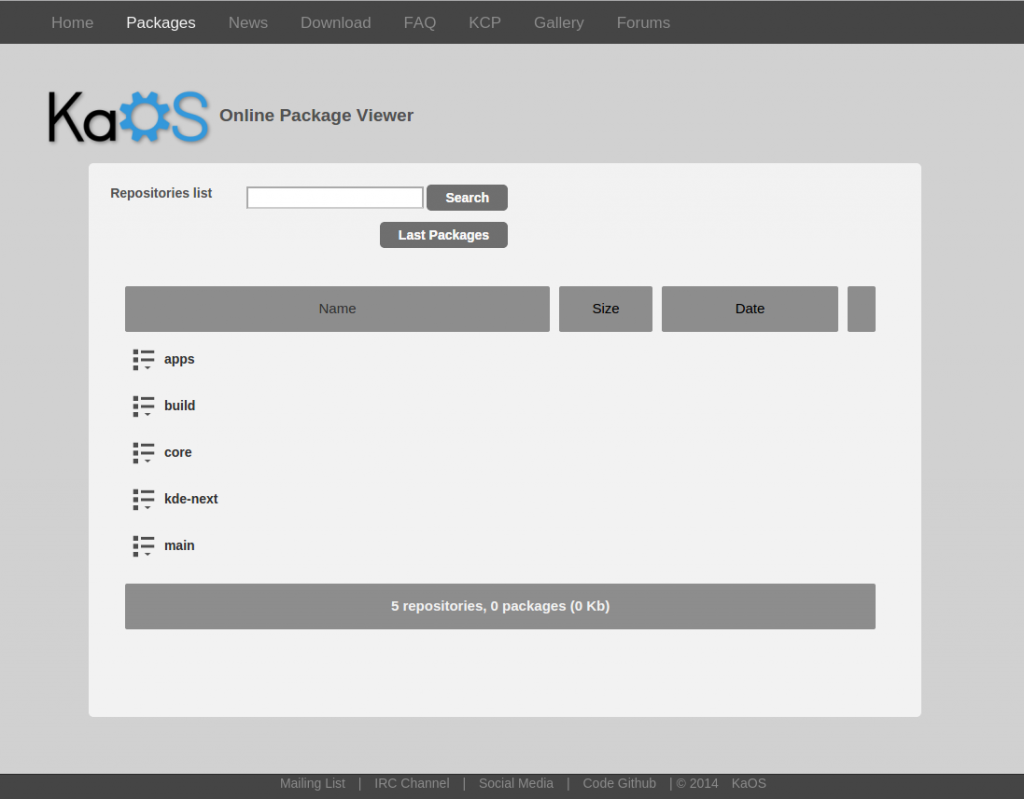 Home Packages News Download FAQ KCP Gallery Forums
KaOS Online Package Viewer
Repositories list Search
Last Packages
Name Size Date
apps
build
core
kde-next
main
5 repositories, 0 packages (0 Kb)
Mailing List | IRC Channel | Social Media | Code Github | © 2014 KaOS